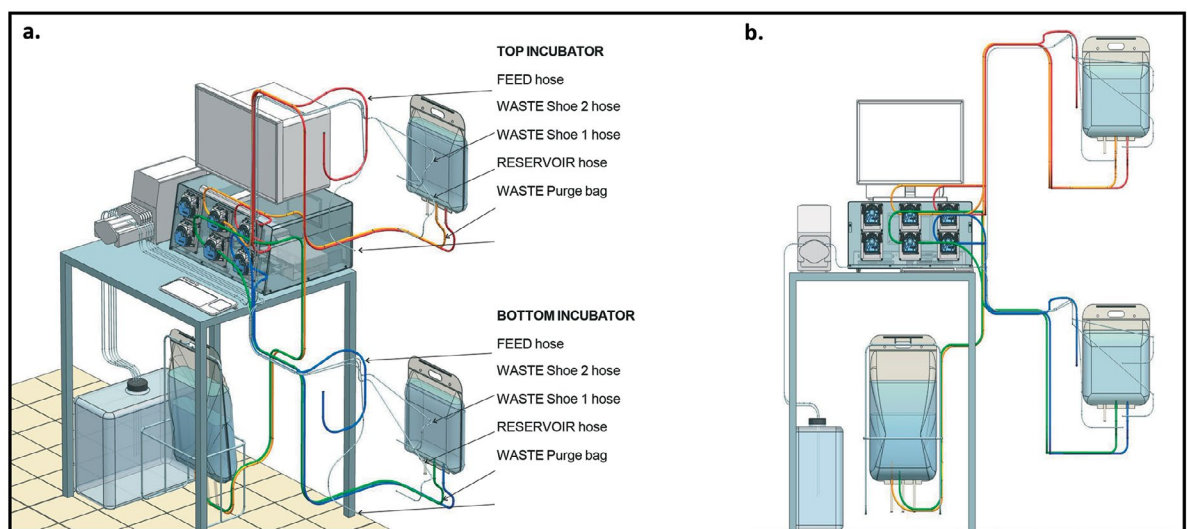 a.
b.
TOP INCUBATOR
FEED hose
WASTE Shoe 2 hose
WASTE Shoe 1 hose
RESERVOIR hose
WASTE Purge bag
BOTTOM INCUBATOR
FEED hose
WASTE Shoe 2 hose
WASTE Shoe 1 hose
RESERVOIR hose
WASTE Purge bag